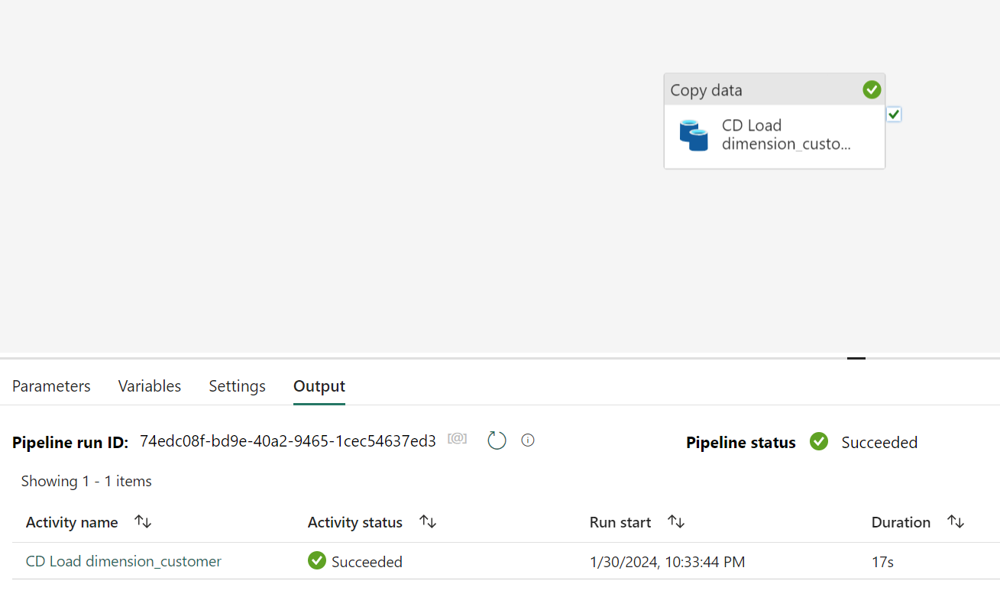 Copy data
CD Load
dimension_custo...
Parameters Variables Settings Output
Pipeline run ID: 74edc08f-bd9e-40a2-9465-1cec54637ed3 [@] Pipeline status Succeeded
Showing 1 - 1 items
Activity name Activity status Run start Duration
CD Load dimension_customer Succeeded 1/30/2024, 10:33:44 PM 17s